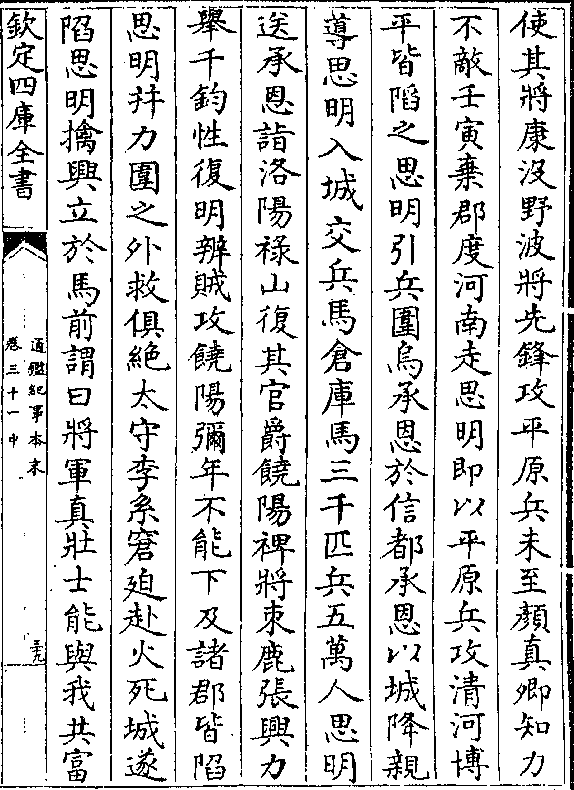 使其將康沒野波將先鋒攻平原兵未至顏真卿知力
不敵壬寅棄郡度河南走思明即以平原兵攻清河博
平皆陷之思明引兵圍烏承恩於信都承恩以城降親
導思明入城交兵馬倉庫馬三千匹兵五萬人思明
送承恩詣洛陽祿山復其官爵饒陽裨將束鹿張興力
舉千鈞性復明辨賊攻饒陽彌年不能下及諸郡皆陷
思明并力圍之外救俱絶太守李系窘廹赴火死城遂
陷思明擒興立於馬前謂曰將軍真壯士能與我共富
欽定四庫全書
通鑑紀事本末
卷三十一中
三九